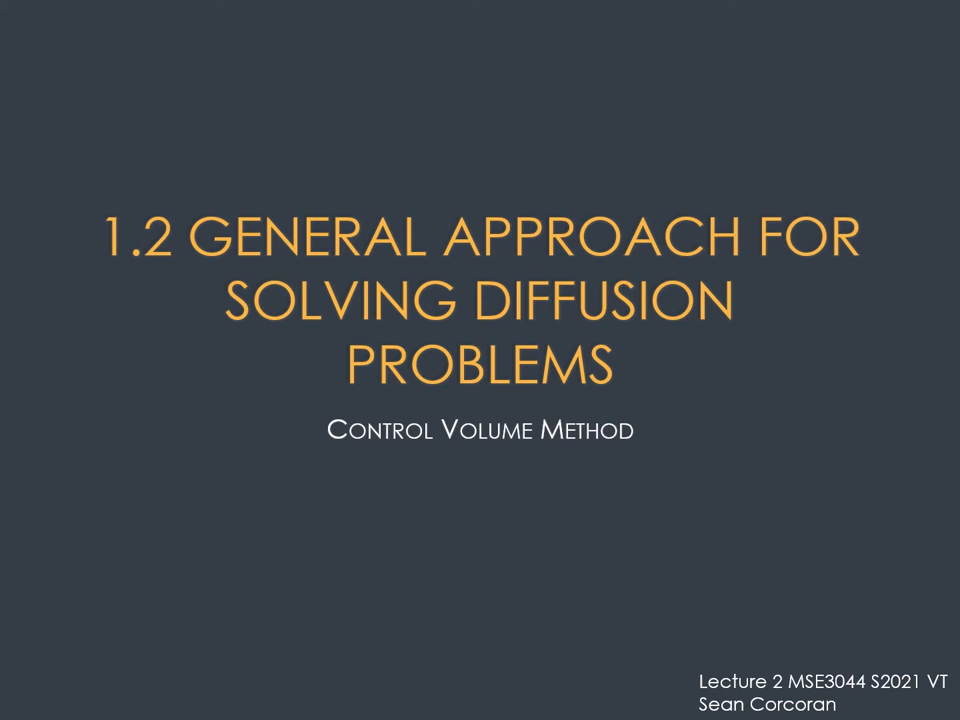 1.2 GENERAL APPROACH FOR
SOLVING DIFFUSION
PROBLEMS
CONTROL VOLUME METHOD
Lecture 2 MSE3044 S2021 VT
Sean Corcoran